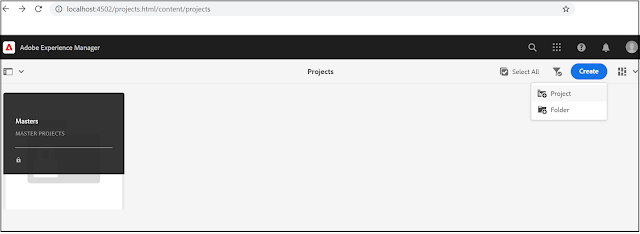 localhost:4502/projects.html/content/projects
Adobe Experience Manager
Projects
Select All
Create
Project
Folder
Masters
MASTER PROJECTS